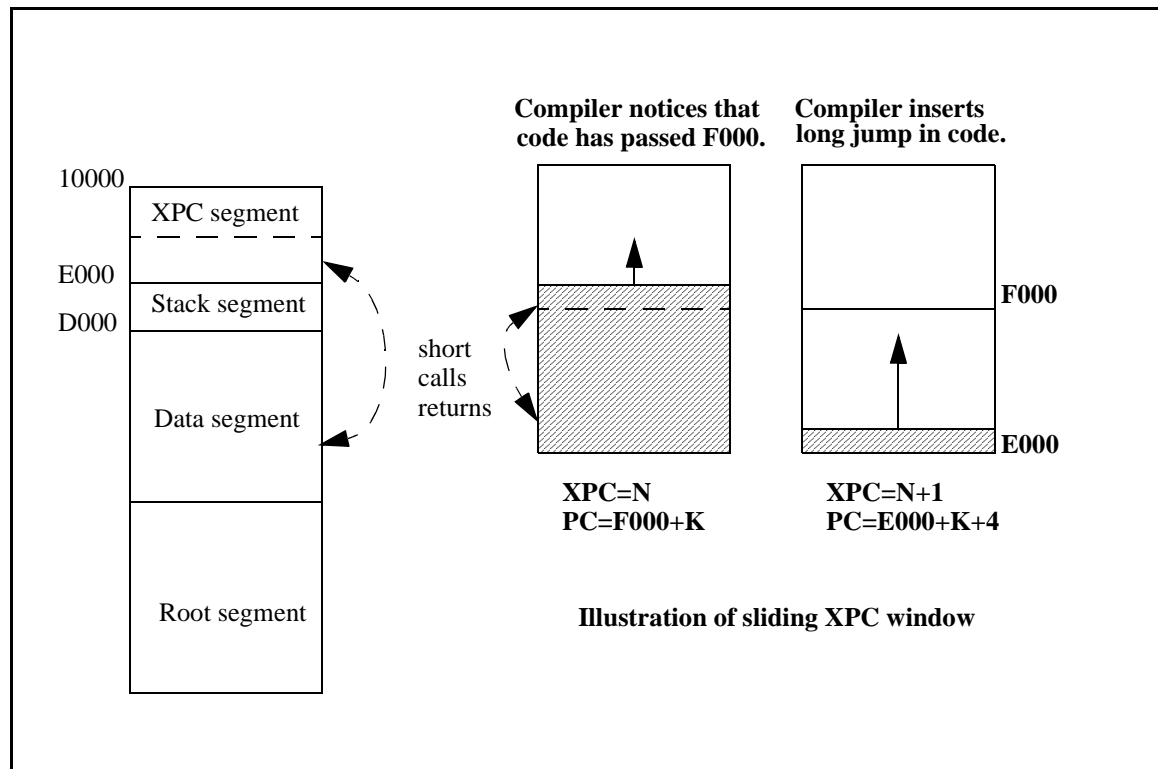 Compiler notices that
code has passed F000.
Compiler inserts
long jump in code.
10000
XPC segment
E000
Stack segment
D000
Data segment
Root segment
short
calls
returns
F000
E000
XPC=N
PC=F000+K
XPC=N+1
PC=E000+K+4
Illustration of sliding XPC window